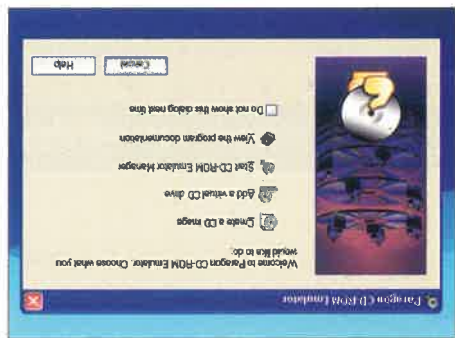 Paragon CD-ROM Emulator
Welcome to Paragon CD-ROM Emulator. Choose what you
would like to do:
Create a CD image
Add a virtual CD drive
Start CD-ROM Emulator Manager
View the program documentation
Do not show this dialog next time
Cancel
Help